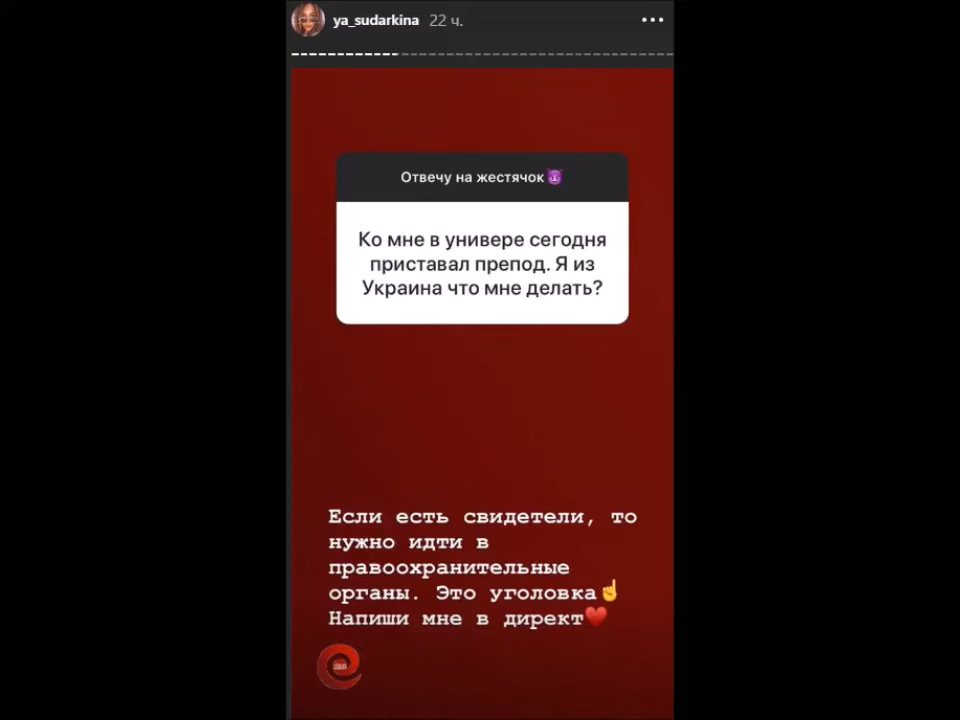 ya_sudarkina 22 ч.
Отвечу на жестячок😈
Ко мне в универе сегодня
приставал препод. Я из
Украина что мне делать?
Если есть свидетели, то
нужно идти в
правоохранительные
органы. Это уголовка☝️
Напиши мне в директ❤️